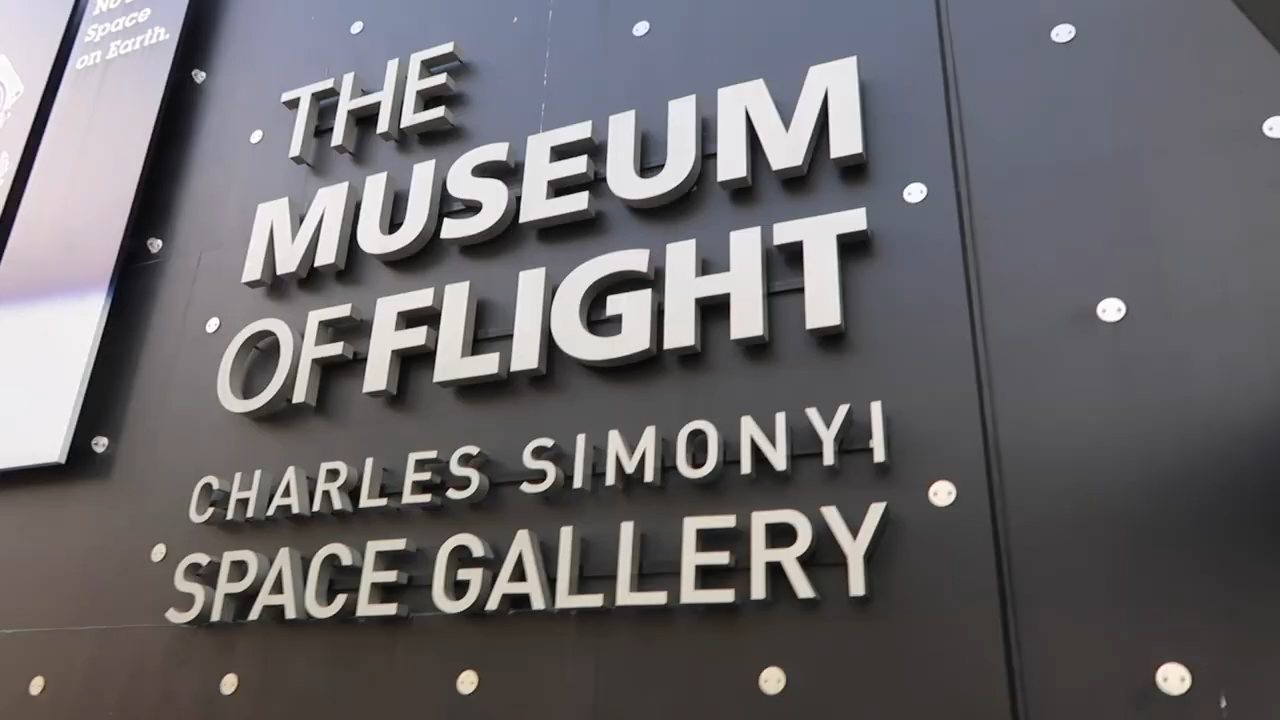 Space
on Earth.
THE
MUSEUM
OF FLIGHT
CHARLES SIMONYI
SPACE GALLERY